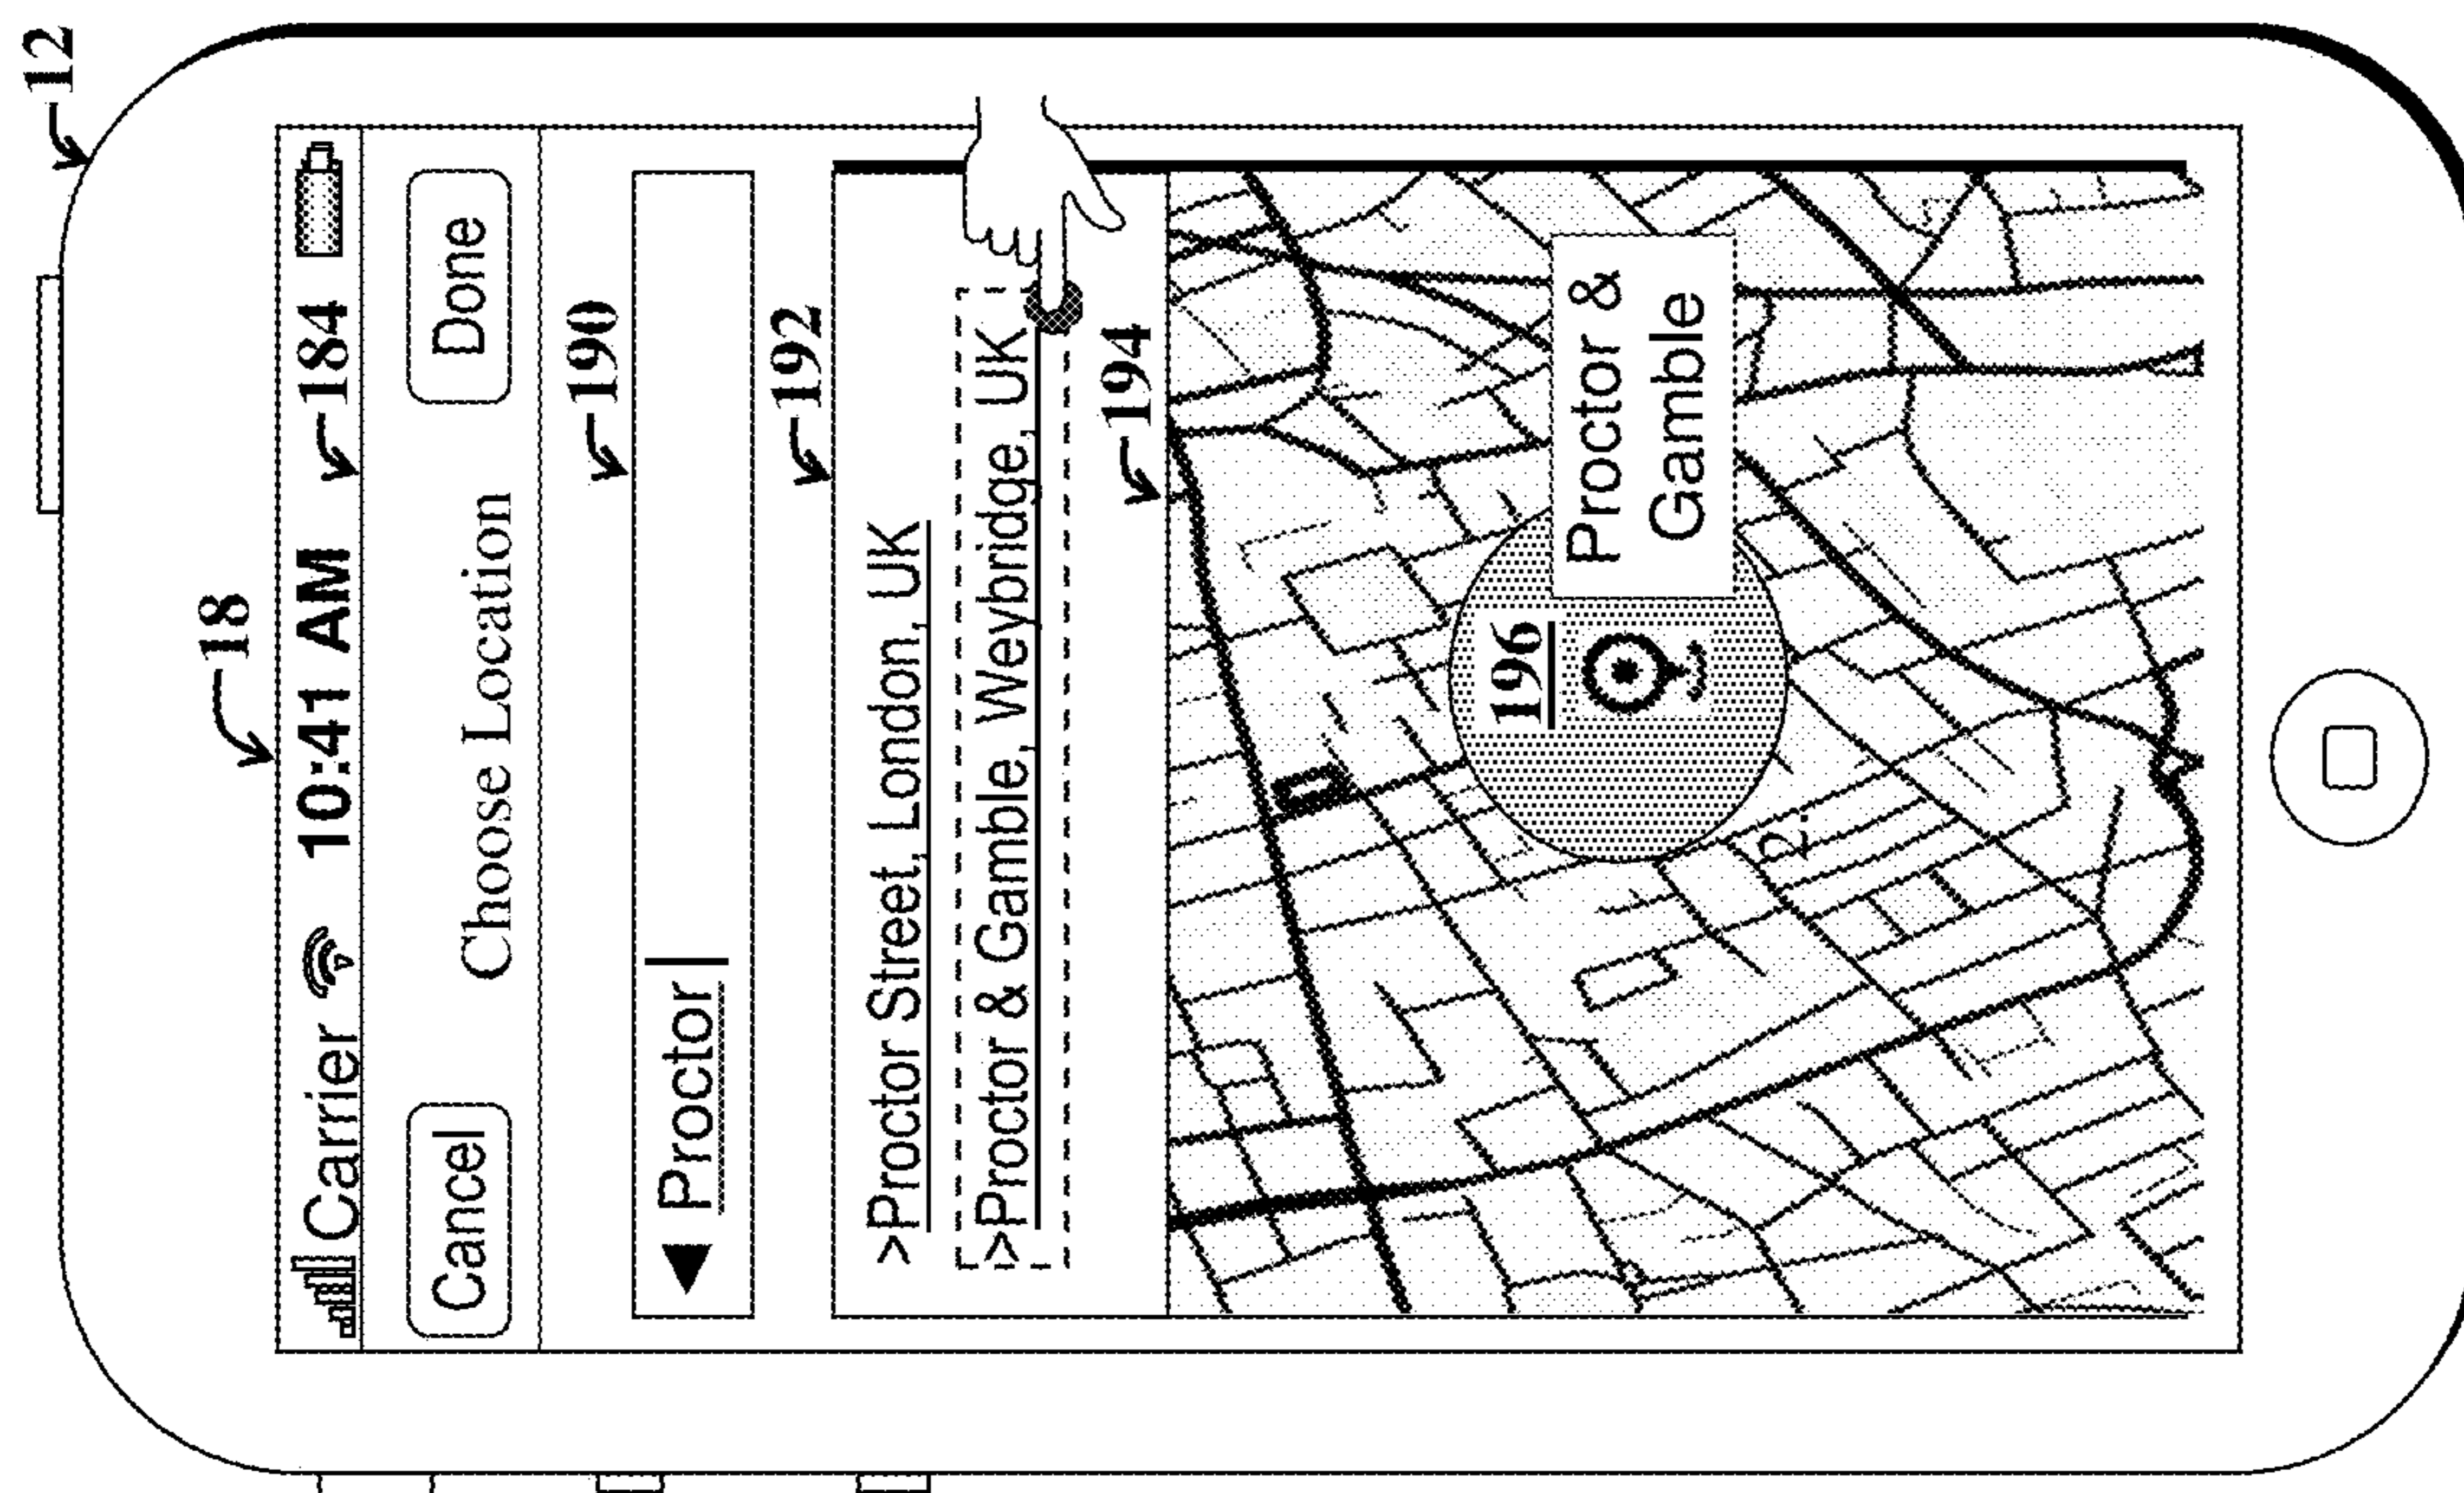 12
18
Carrier 10:41 AM
184
Cancel Choose Location Done
190
Proctor
192
>Proctor Street, London, UK
>Proctor & Gamble, Weybridge, UK
194
196
Proctor &
Gamble
2.